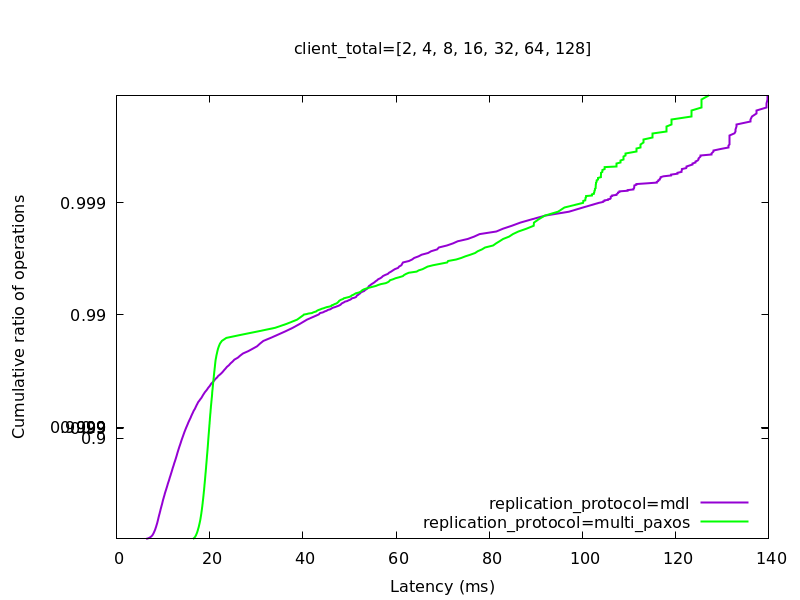 client_total=[2, 4, 8, 16, 32, 64, 128]
Cumulative ratio of operations
0.999
0.99
0.9
replication_protocol=mdl
replication_protocol=multi_paxos
0 20 40 60 80 100 120 140
Latency (ms)